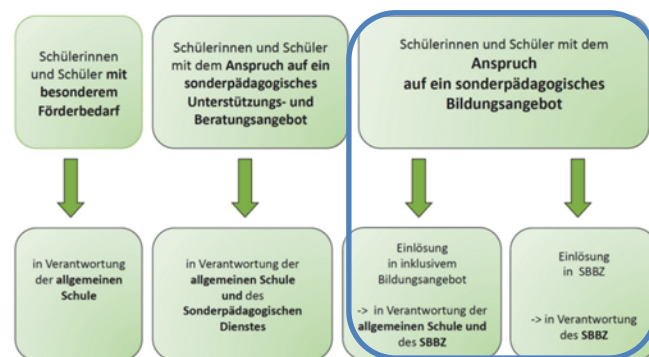 Schülerinnen
und Schüler mit
besonderem
Förderbedarf
Schülerinnen und Schüler
mit dem Anspruch auf ein
sonderpädagogisches
Unterstützungs- und
Beratungsangebot
Schülerinnen und Schüler mit dem
Anspruch
auf ein sonderpädagogisches
Bildungsangebot
in Verantwortung
der allgemeinen
Schule
in Verantwortung der
allgemeinen Schule
und des
Sonderpädagogischen
Dienstes
Einlösung
in inklusivem
Bildungsangebot
-> in Verantwortung der
allgemeinen Schule und
des SBBZ
Einlösung
in SBBZ
-> in Verantwortung
des SBBZ